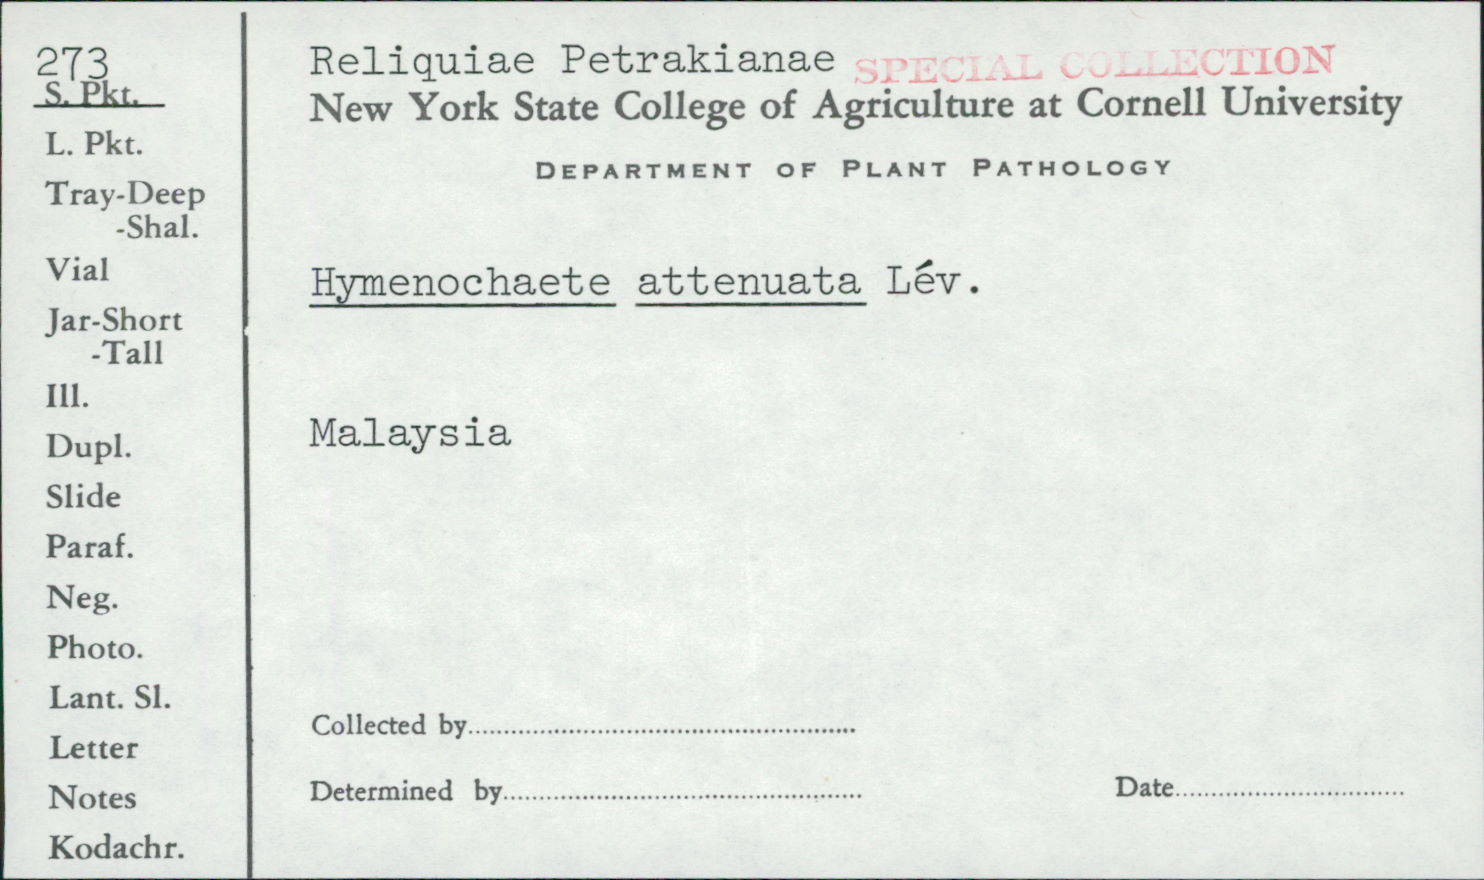 273
S. Pkt.
L. Pkt.
Tray-Deep
-Shal.
Vial
Jar-Short
-Tall
Ill.
Dupl.
Slide
Paraf.
Neg.
Photo.
Lant. Sl.
Letter
Notes
Kodachr.
Reliquiae Petrakianae SPECIAL COLLECTION
New York State College of Agriculture at Cornell University
DEPARTMENT OF PLANT PATHOLOGY
Hymenochaete attenuata Lév.
Malaysia
Collected by
Determined by
Date